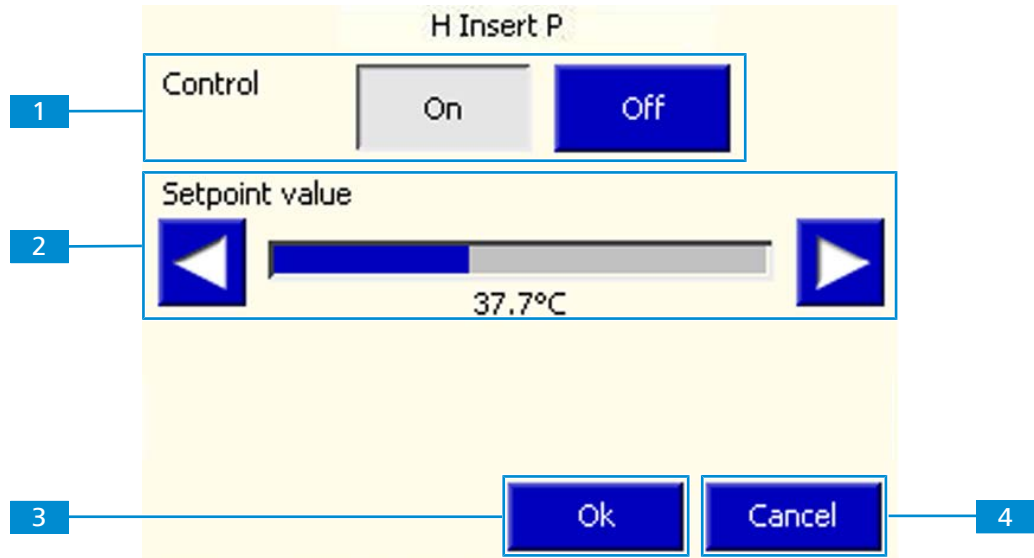 H Insert P
Control
On
Off
1
Setpoint value
2
37.7°C
3
Ok
Cancel
4